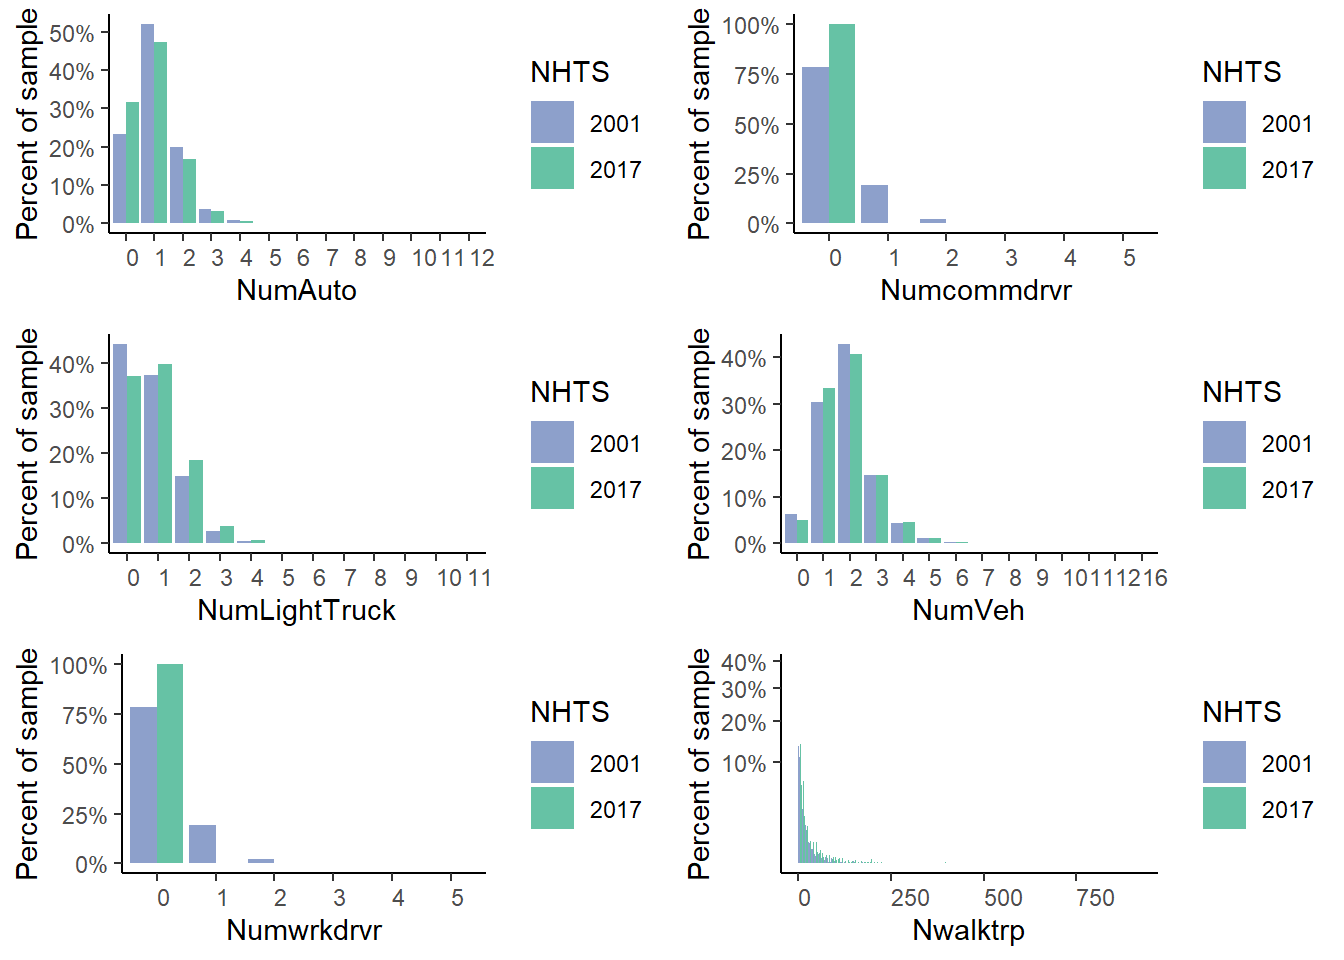 Percent of sample
50%
40%
30%
20%
10%
0%
0 1 2 3 4 5 6 7 8 9 10 11 12
NumAuto
NHTS
2001
2017
Percent of sample
100%
75%
50%
25%
0%
0 1 2 3 4 5
Numcommdrvr
NHTS
2001
2017
Percent of sample
40%
30%
20%
10%
0%
0 1 2 3 4 5 6 7 8 9 10 11
NumLightTruck
NHTS
2001
2017
Percent of sample
40%
30%
20%
10%
0%
0 1 2 3 4 5 6 7 8 9 10 11 12 16
NumVeh
NHTS
2001
2017
Percent of sample
100%
75%
50%
25%
0%
0 1 2 3 4 5
Numwrkdrvr
NHTS
2001
2017
Percent of sample
40%
30%
20%
10%
0 250 500 750
Nwalktrp
NHTS
2001
2017